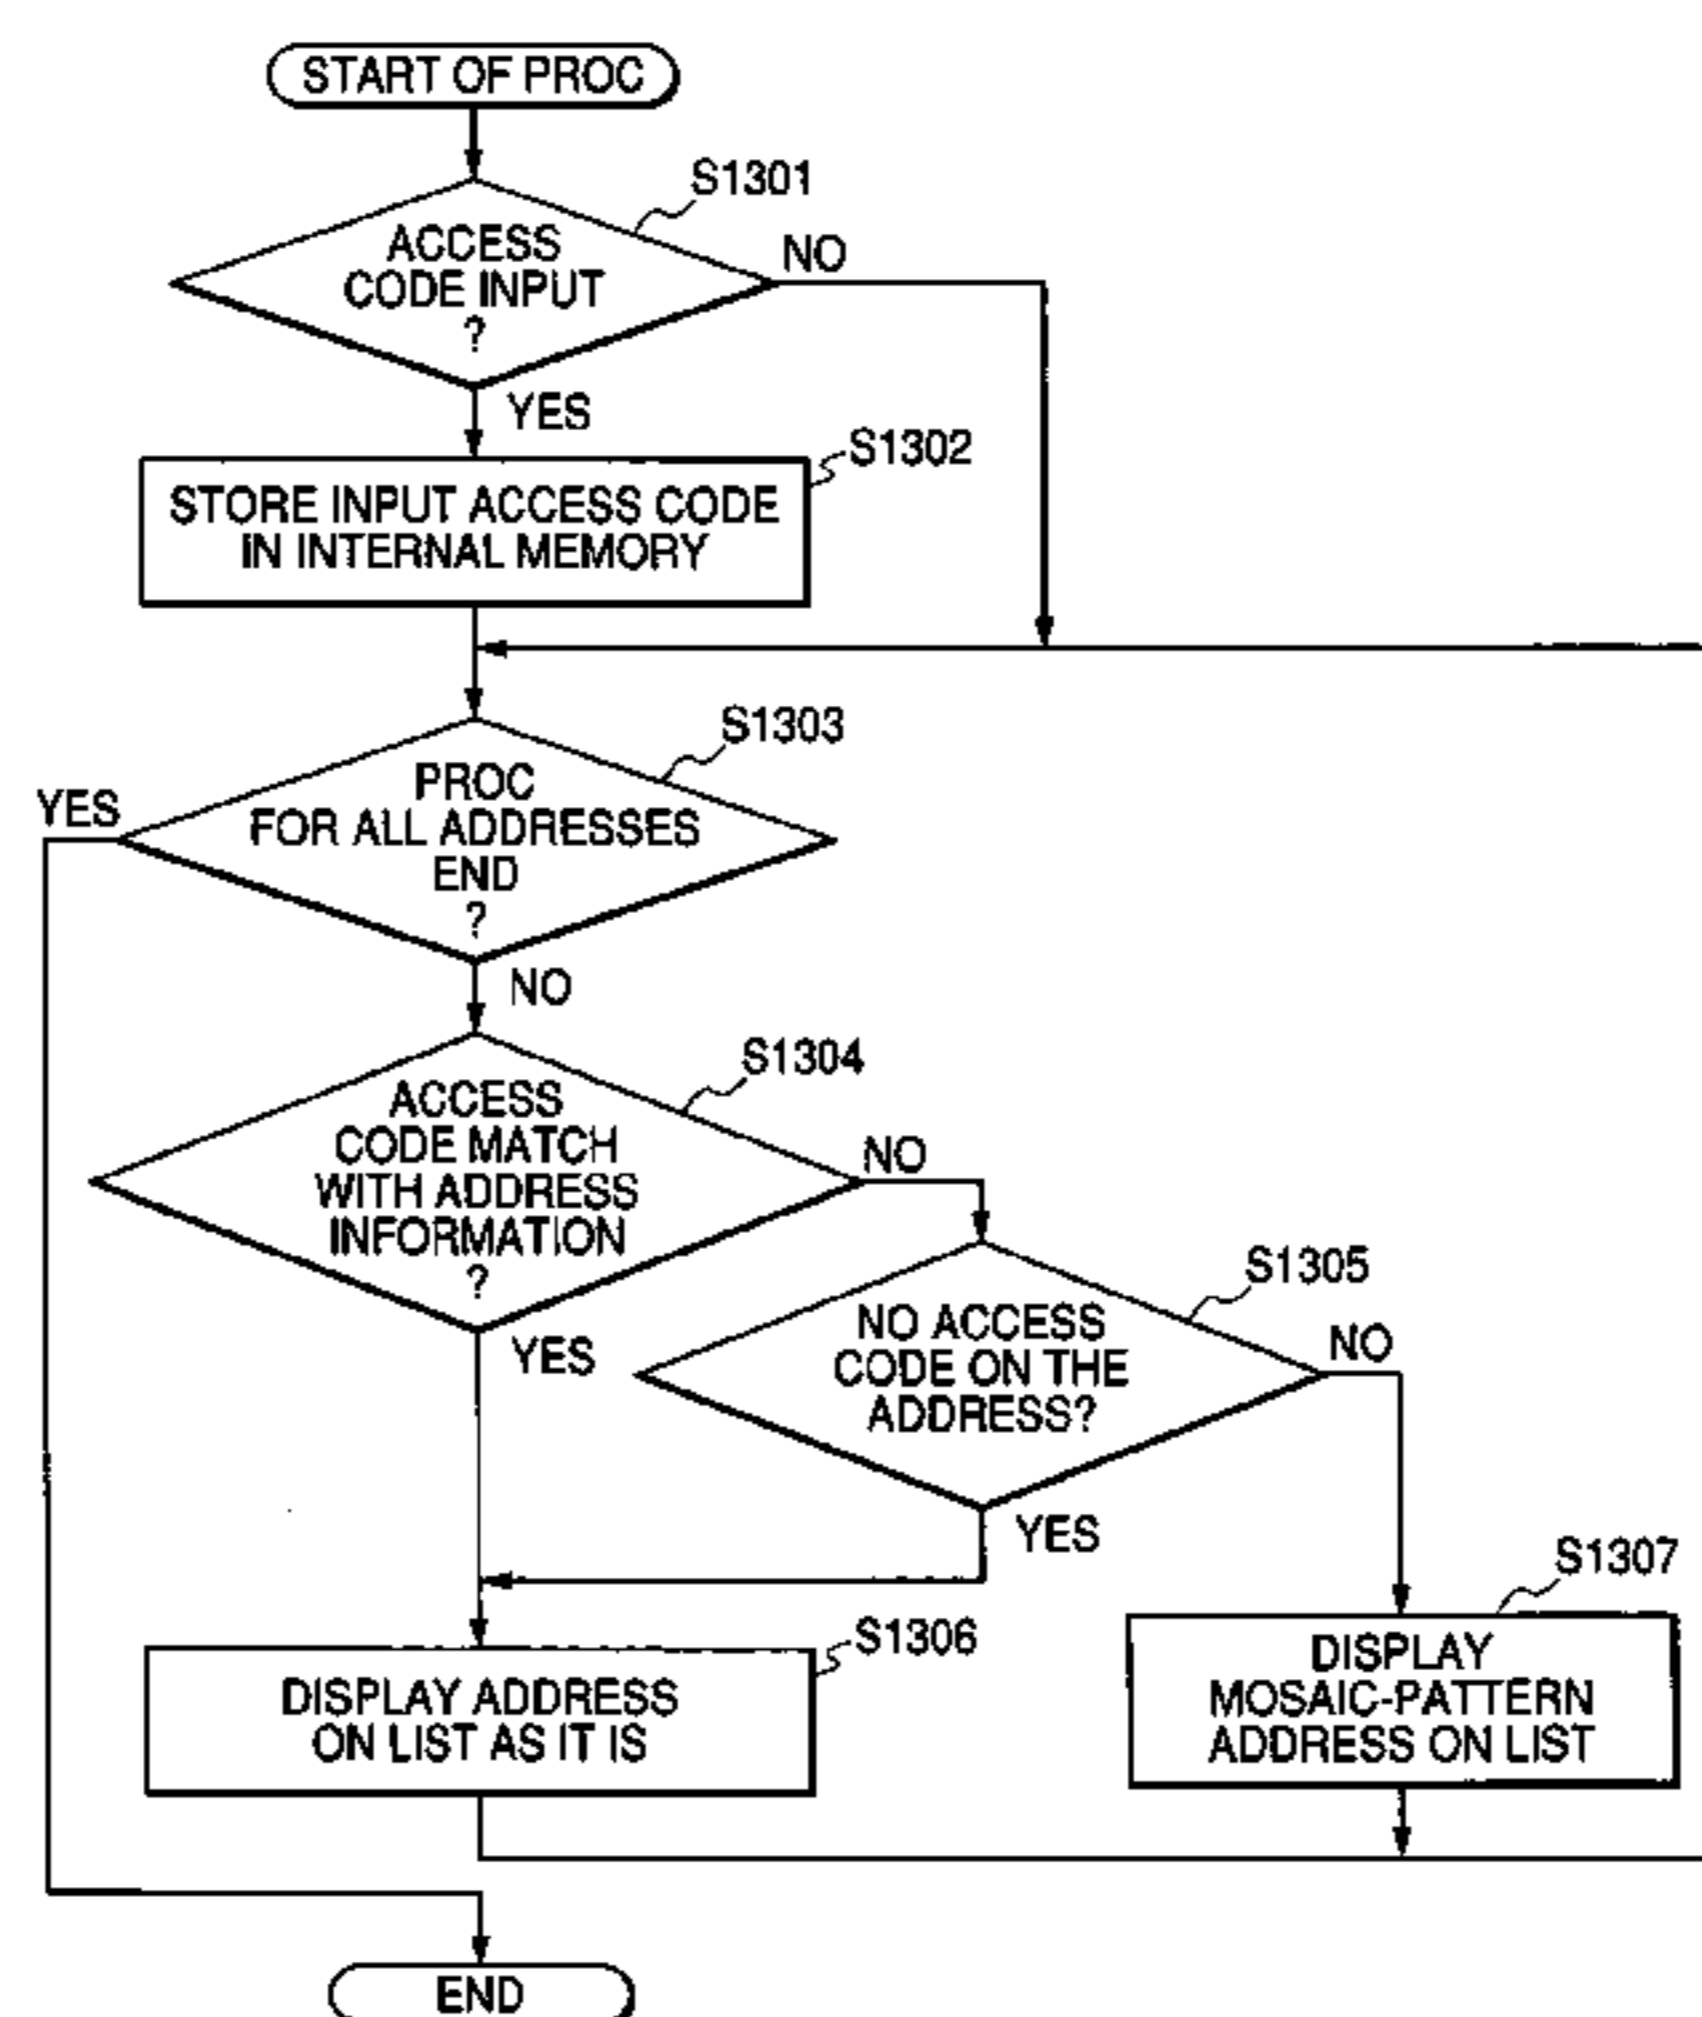 START OF PROC
S1301
ACCESS
CODE INPUT
?
NO
YES
S1302
STORE INPUT ACCESS CODE
IN INTERNAL MEMORY
S1303
PROC
FOR ALL ADDRESSES
END
?
YES
NO
S1304
ACCESS
CODE MATCH
WITH ADDRESS
INFORMATION
?
NO
YES
S1305
NO ACCESS
CODE ON THE
ADDRESS?
NO
YES
S1306
DISPLAY ADDRESS
ON LIST AS IT IS
S1307
DISPLAY
MOSAIC-PATTERN
ADDRESS ON LIST
END